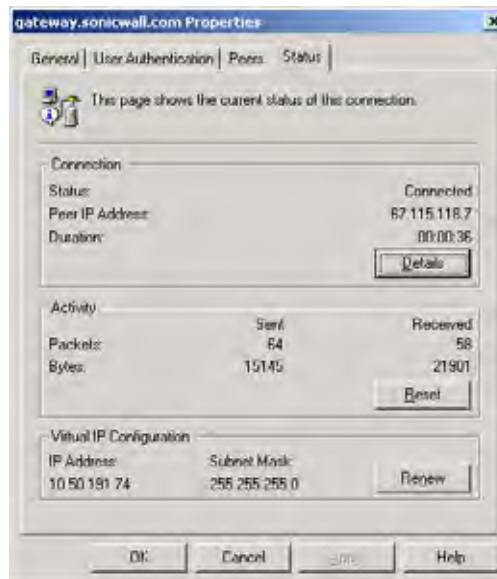 gateway.sonicwall.com Properties
General User Authentication Peers Status
This page shows the current status of this connection.
Connection
Status: Connected
Peer IP Address: 67.115.118.7
Duration: 00:00:36
Details
Activity
Sent Received
Packets: 64 58
Bytes: 15145 21901
Reset
Virtual IP Configuration
IP Address: Subnet Mask:
10.50.191.74 255.255.255.0 Renew
OK Cancel Apply Help